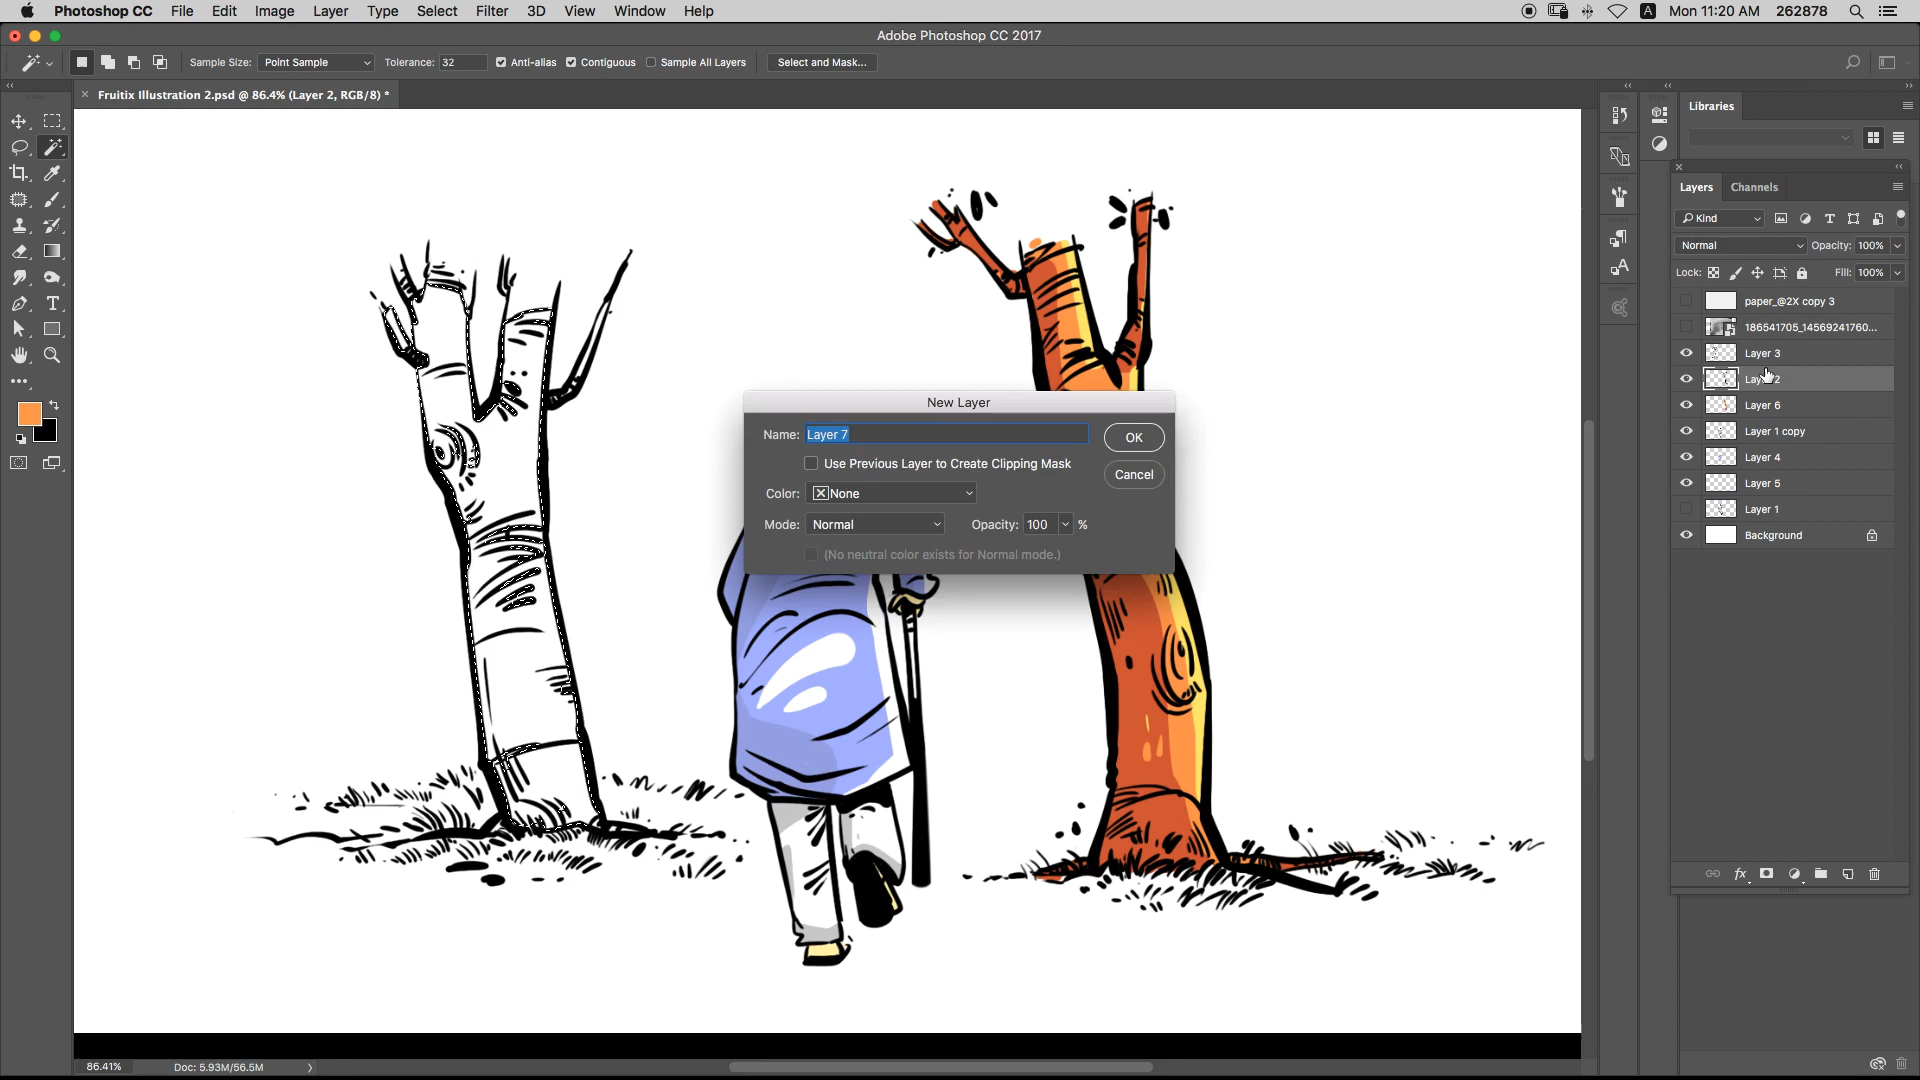 Photoshop CC File Edit Image Layer Type Select Filter 3D View Window Help A Mon 11:20 AM 262878
Adobe Photoshop CC 2017
Sample Size: Point Sample Tolerance: 32 Anti-alias Contiguous Sample All Layers Select and Mask...
Fruitix Illustration 2.psd @ 86.4% (Layer 2, RGB/8) *
Libraries
Layers Channels
Kind
Normal Opacity: 100%
Lock: Fill: 100%
paper_@2X copy 3
186541705_14569241760...
Layer 3
Layer 2
Layer 6
Layer 1 copy
Layer 4
Layer 5
Layer 1
Background
New Layer
Name: Layer 7 OK
Use Previous Layer to Create Clipping Mask
Cancel
Color: None
Mode: Normal Opacity: 100 %
(No neutral color exists for Normal mode.)
86.41% Doc: 5.93M/56.5M